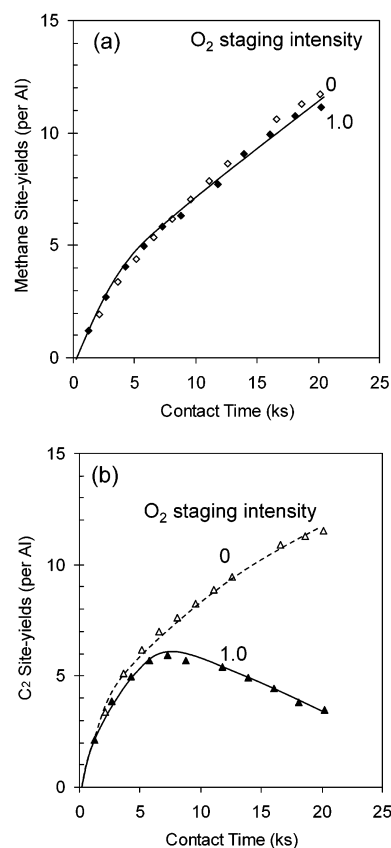 (a)
O2 staging intensity
0
1.0
15
10
5
0
Methane Site-yields (per Al)
0 5 10 15 20 25
Contact Time (ks)
(b)
O2 staging intensity
0
1.0
15
10
5
0
C2 Site-yields (per Al)
0 5 10 15 20 25
Contact Time (ks)